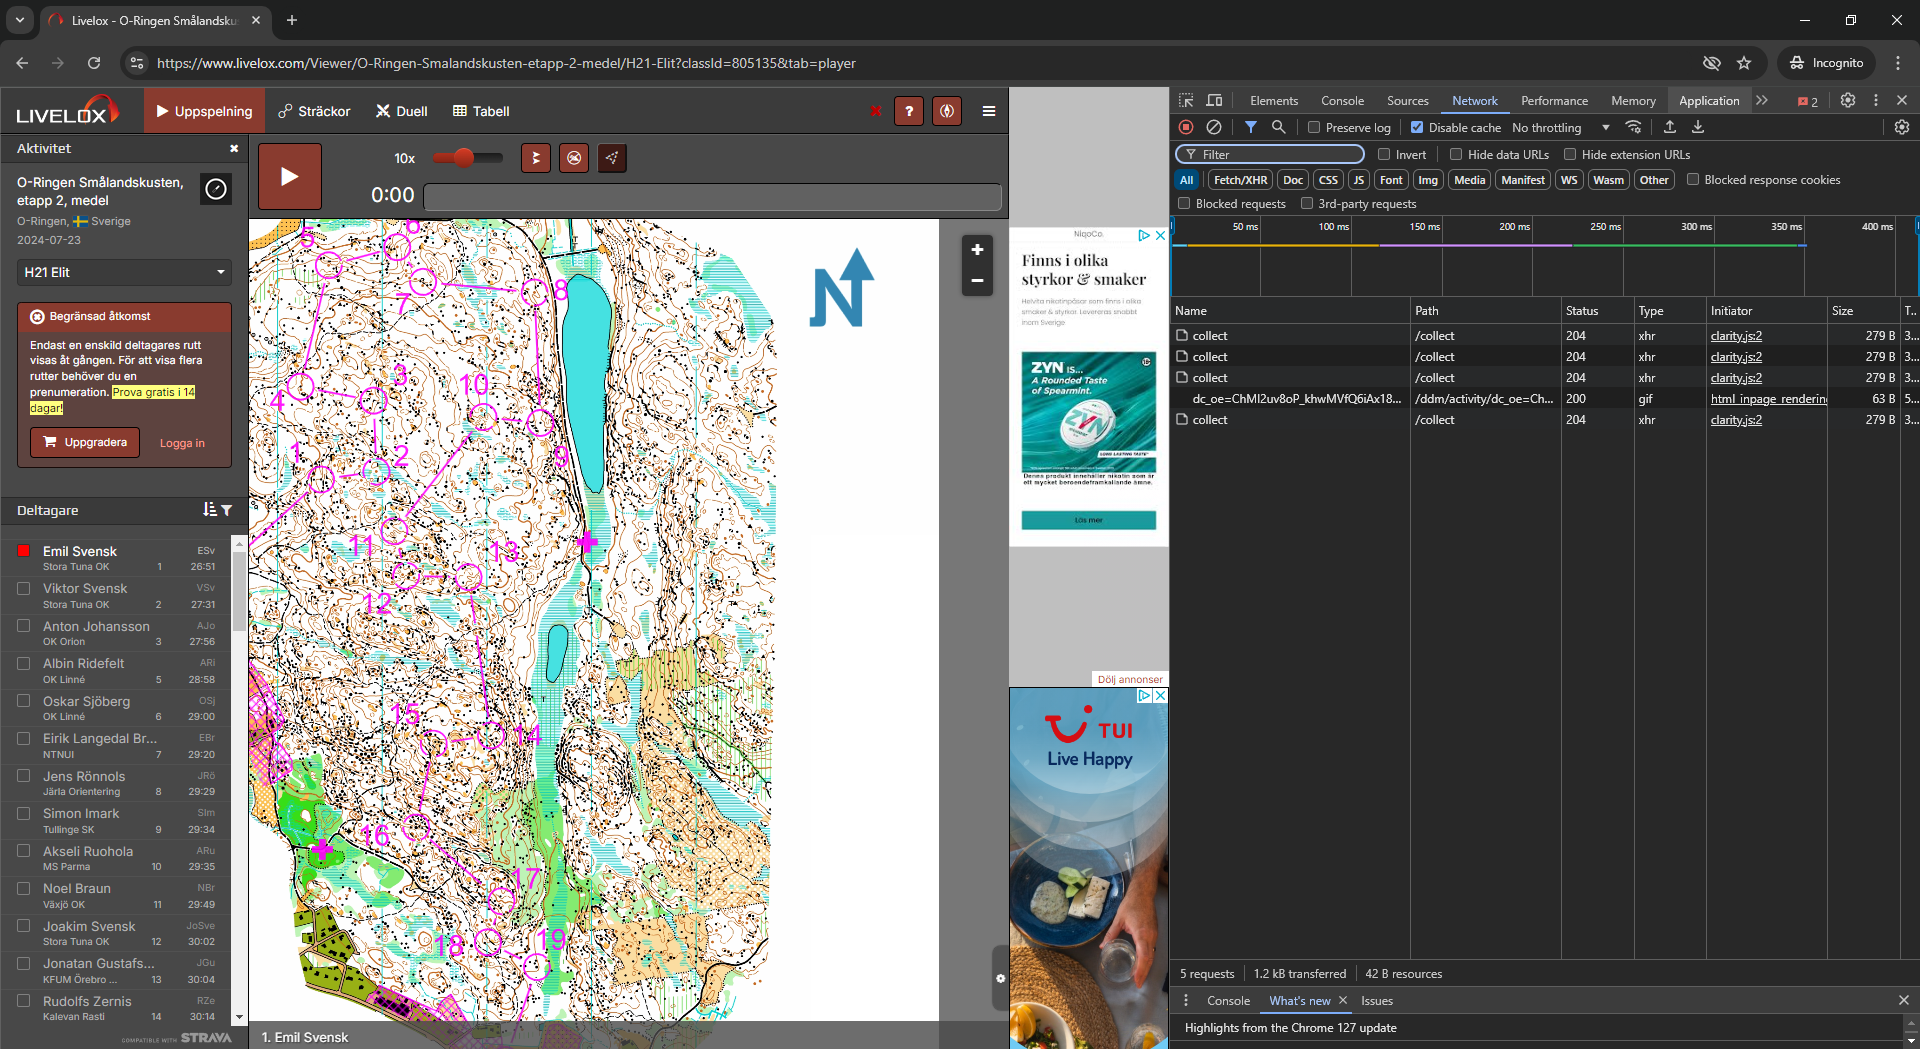 Livelox - O-Ringen Smålandsku
https://www.livelox.com/Viewer/O-Ringen-Smalandskusten-etapp-2-medel/H21-Elit?classId=805135&tab=player
Incognito
LIVELOX
Uppspelning
Sträckor
Duell
Tabell
?
Aktivitet
O-Ringen Smålandskusten,
etapp 2, medel
O-Ringen, Sverige
2024-07-23
H21 Elit
Begränsad åtkomst
Endast en enskild deltagares rutt
visas åt gången. För att visa flera
rutter behöver du en
prenumeration. Prova gratis i 14
dagar!
Uppgradera
Logga in
Deltagare
Emil Svensk ESv
Stora Tuna OK 1 26:51
Viktor Svensk VSv
Stora Tuna OK 2 27:31
Anton Johansson AJo
OK Orion 3 27:56
Albin Ridefelt ARi
OK Linné 5 28:58
Oskar Sjöberg OSj
OK Linné 6 29:00
Eirik Langedal Br... EBr
NTNUI 7 29:20
Jens Rönnols JRö
Järla Orientering 8 29:29
Simon Imark SIm
Tullinge SK 9 29:34
Akseli Ruohola ARu
MS Parma 10 29:35
Noel Braun NBr
Växjö OK 11 29:49
Joakim Svensk JoSve
Stora Tuna OK 12 30:02
Jonatan Gustafs... JGu
KFUM Örebro ... 13 30:04
Rudolfs Zernis RZe
Kalevan Rasti 14 30:14
COMPATIBLE WITH STRAVA
10x
0:00
5
6
7
8
N
4
3
10
1
2
9
11
13
12
15
14
16
17
18
19
1. Emil Svensk
NiqoCo.
Finns i olika
styrkor & smaker
Helvita nikotinpåsar som finns i olika
smaker & styrkor. Levereras snabbt
inom Sverige
ZYN IS...
A Rounded Taste
of Spearmint.
18+
ZYN
LONG LASTING TASTE*
Denna produkt innehåller nikotin som är
ett mycket beroendeframkallande ämne.
Läs mer
Dölj annonser
TUI
Live Happy
Elements
Console
Sources
Network
Performance
Memory
Application
2
Preserve log
Disable cache
No throttling
Filter
Invert
Hide data URLs
Hide extension URLs
All
Fetch/XHR
Doc
CSS
JS
Font
Img
Media
Manifest
WS
Wasm
Other
Blocked response cookies
Blocked requests
3rd-party requests
50 ms
100 ms
150 ms
200 ms
250 ms
300 ms
350 ms
400 ms
Name Path Status Type Initiator Size T..
collect /collect 204 xhr clarity.js:2 279 B 3...
collect /collect 204 xhr clarity.js:2 279 B 3...
collect /collect 204 xhr clarity.js:2 279 B 3...
dc_oe=ChMI2uv8oP_khwMVfQ6iAx18... /ddm/activity/dc_oe=Ch... 200 gif html_inpage_renderin 63 B 5...
collect /collect 204 xhr clarity.js:2 279 B 3...
5 requests
1.2 kB transferred
42 B resources
Console
What's new
Issues
Highlights from the Chrome 127 update